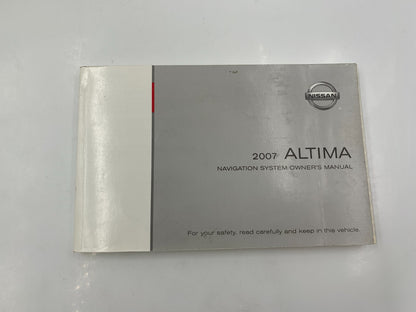 NISSAN
2007 ALTIMA
NAVIGATION SYSTEM OWNER'S MANUAL
For your safety, read carefully and keep in this vehicle.